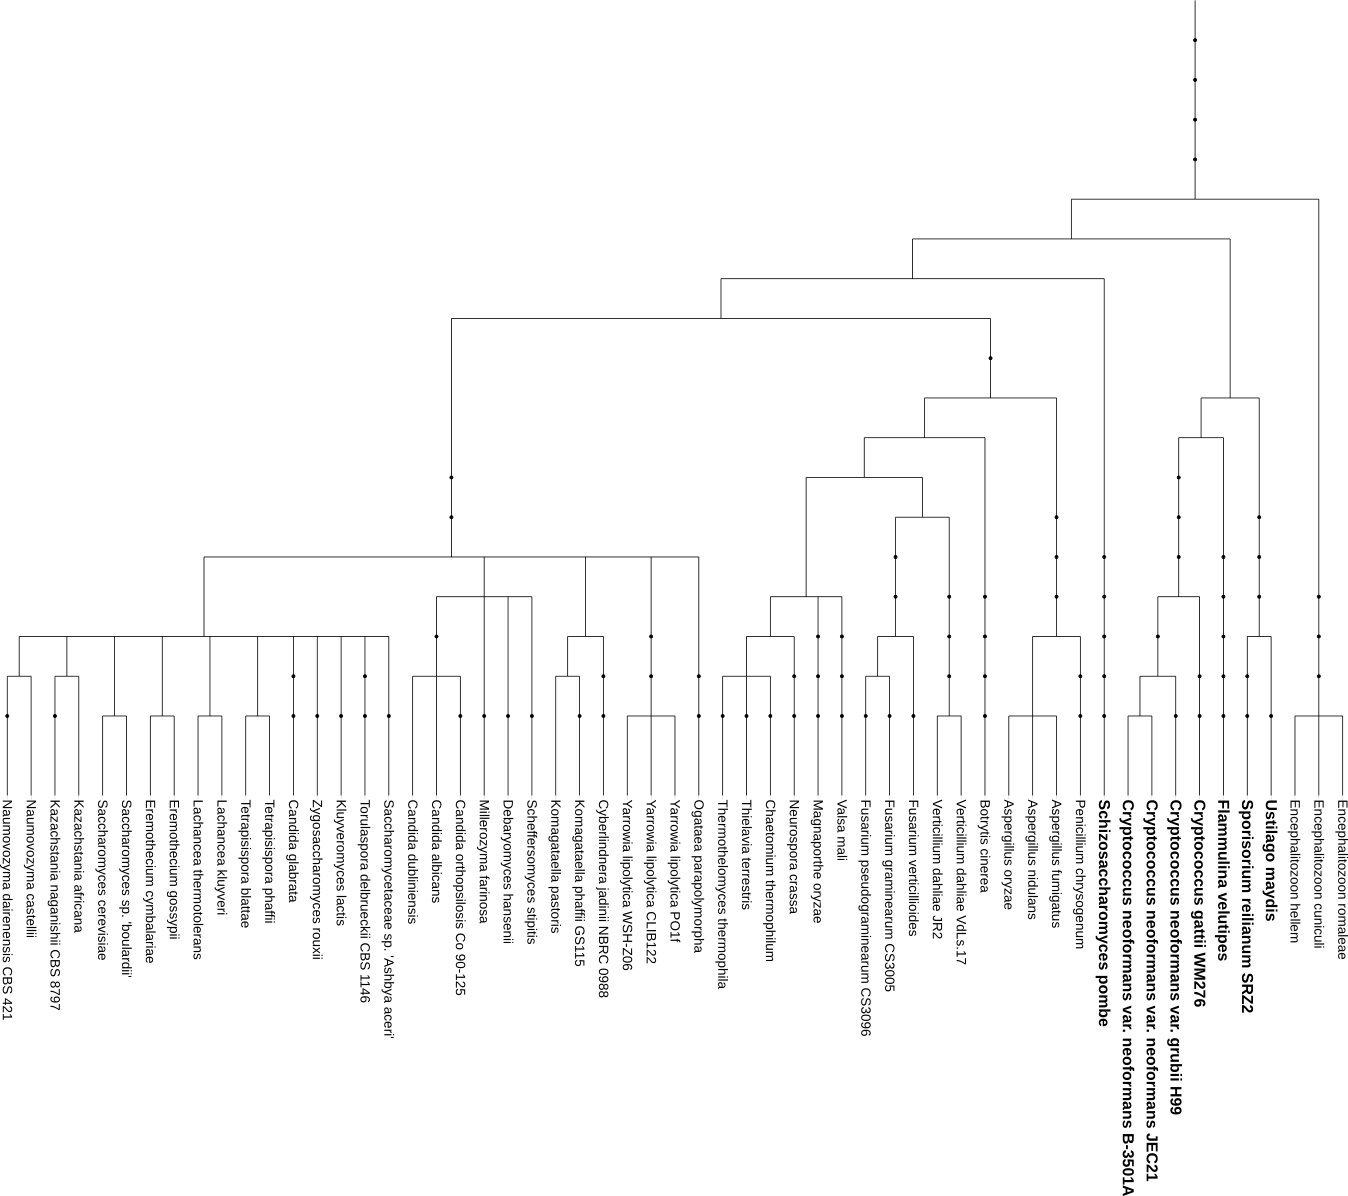 Naumovozyma dairenensis CBS 421
Naumovozyma castellii
Kazachstania naganishii CBS 8797
Kazachstania africana
Saccharomyces cerevisiae
Saccharomyces sp. 'boulardii'
Eremothecium cymbalariae
Eremothecium gossypii
Lachancea thermotolerans
Lachancea kluyveri
Tetrapisispora blattae
Tetrapisispora phaffii
Candida glabrata
Zygosaccharomyces rouxii
Kluyveromyces lactis
Torulaspora delbrueckii CBS 1146
Saccharomycetaceae sp. 'Ashbya aceri'
Candida dubliniensis
Candida albicans
Candida orthopsilosis Co 90-125
Millerozyma farinosa
Debaryomyces hansenii
Scheffersomyces stipitis
Komagataella pastoris
Komagataella phaffii GS115
Cyberlindnera jadinii NBRC 0988
Yarrowia lipolytica WSH-Z06
Yarrowia lipolytica CLIB122
Yarrowia lipolytica PO1f
Ogataea parapolymorpha
Thermothelomyces thermophila
Thielavia terrestris
Chaetomium thermophilum
Neurospora crassa
Magnaporthe oryzae
Valsa mali
Fusarium pseudograminearum CS3096
Fusarium graminearum CS3005
Fusarium verticillioides
Verticillium dahliae JR2
Verticillium dahliae VdLs.17
Botrytis cinerea
Aspergillus oryzae
Aspergillus nidulans
Aspergillus fumigatus
Penicillium chrysogenum
Schizosaccharomyces pombe
Cryptococcus neoformans var. neoformans B-3501A
Cryptococcus neoformans var. neoformans JEC21
Cryptococcus neoformans var. grubii H99
Cryptococcus gattii WM276
Flammulina velutipes
Sporisorium reilianum SRZ2
Ustilago maydis
Encephalitozoon hellem
Encephalitozoon cuniculi
Encephalitozoon romaleae